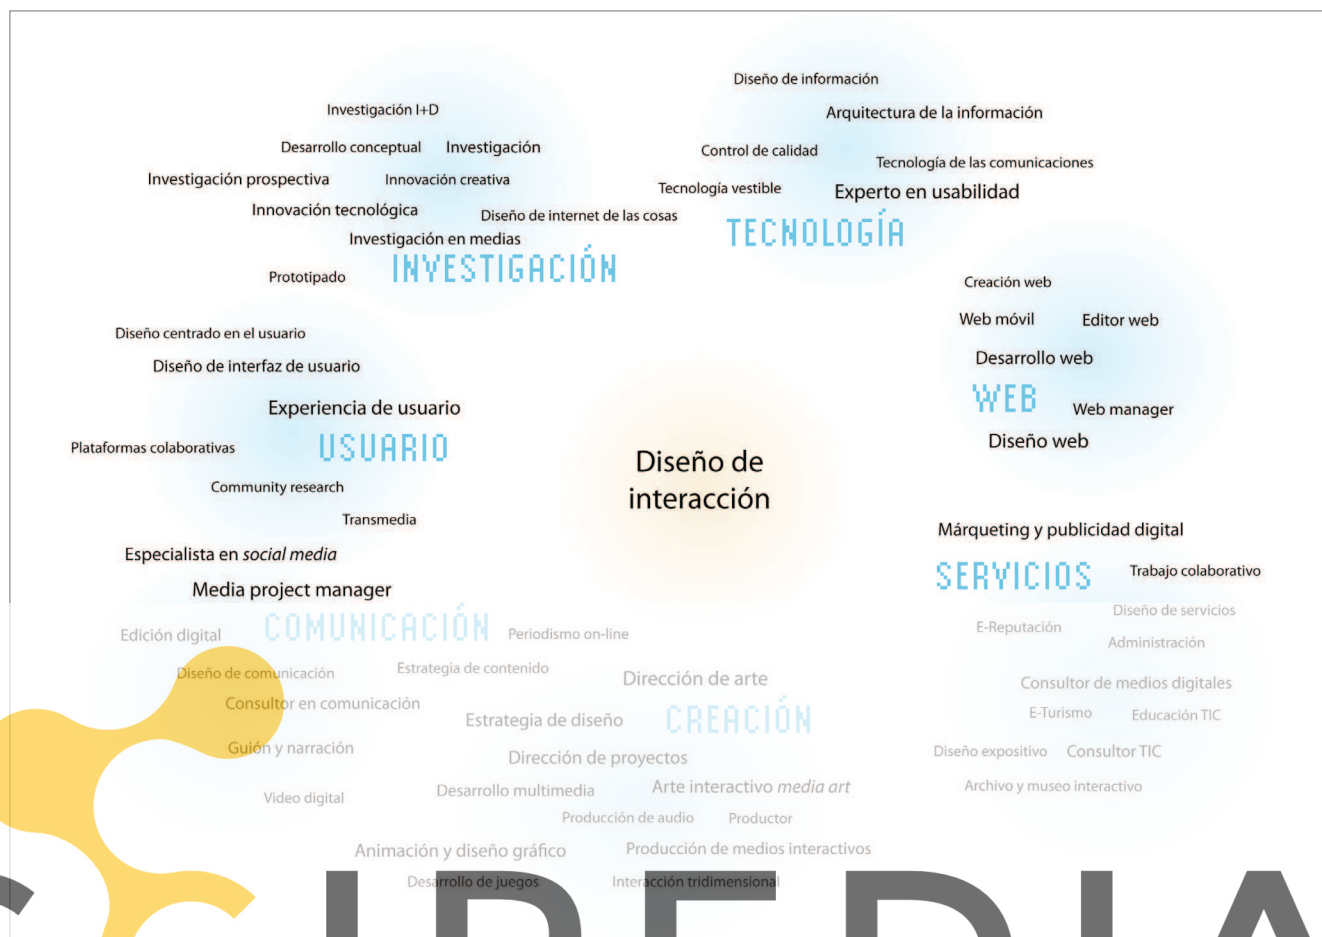 Diseño de información
Investigación I+D
Arquitectura de la información
Desarrollo conceptual
Investigación
Control de calidad
Tecnología de las comunicaciones
Investigación prospectiva
Innovación creativa
Tecnología vestible
Experto en usabilidad
Innovación tecnológica
Diseño de internet de las cosas
TECNOLOGÍA
Investigación en medias
INVESTIGACIÓN
Prototipado
Creación web
Web móvil
Editor web
Diseño centrado en el usuario
Desarrollo web
Diseño de interfaz de usuario
WEB
Web manager
Experiencia de usuario
USUARIO
Diseño web
Plataformas colaborativas
Diseño de
interacción
Community research
Transmedia
Márqueting y publicidad digital
Especialista en social media
SERVICIOS
Trabajo colaborativo
Media project manager
Diseño de servicios
COMUNICACIÓN
E-Reputación
Edición digital
Periodismo on-line
Administración
Diseño de comunicación
Estrategia de contenido
Dirección de arte
Consultor de medios digitales
Consultor en comunicación
Estrategia de diseño
CREACIÓN
E-Turismo
Educación TIC
Guión y narración
Dirección de proyectos
Diseño expositivo
Consultor TIC
Video digital
Desarrollo multimedia
Arte interactivo media art
Archivo y museo interactivo
Producción de audio
Productor
Animación y diseño gráfico
Producción de medios interactivos
Desarrollo de juegos
Interacción tridimensional
SCIPEDIA